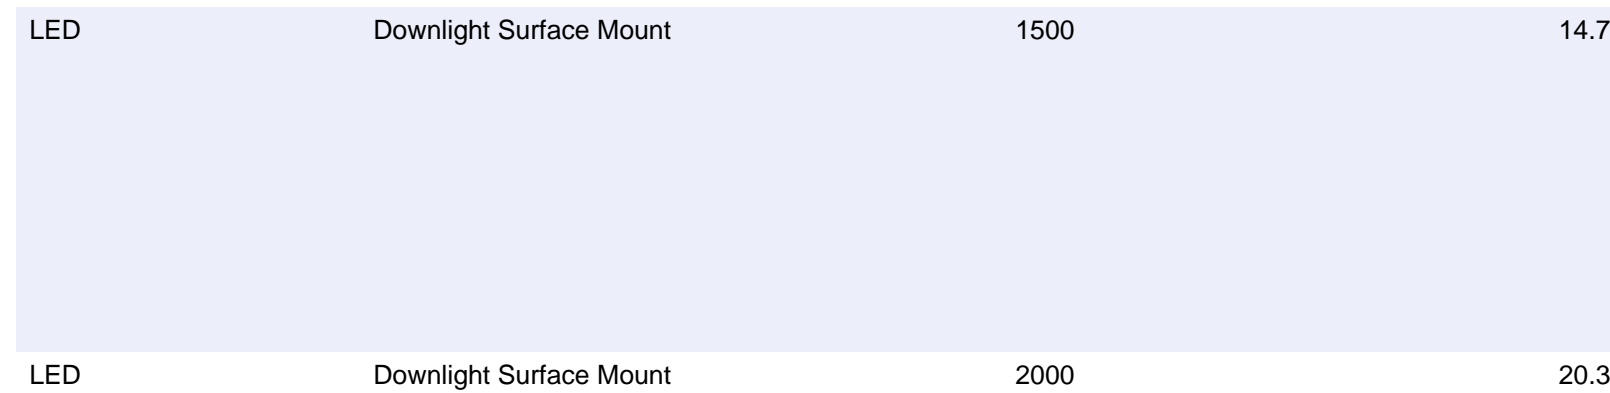 LED Downlight Surface Mount 1500 14.7
LED Downlight Surface Mount 2000 20.3